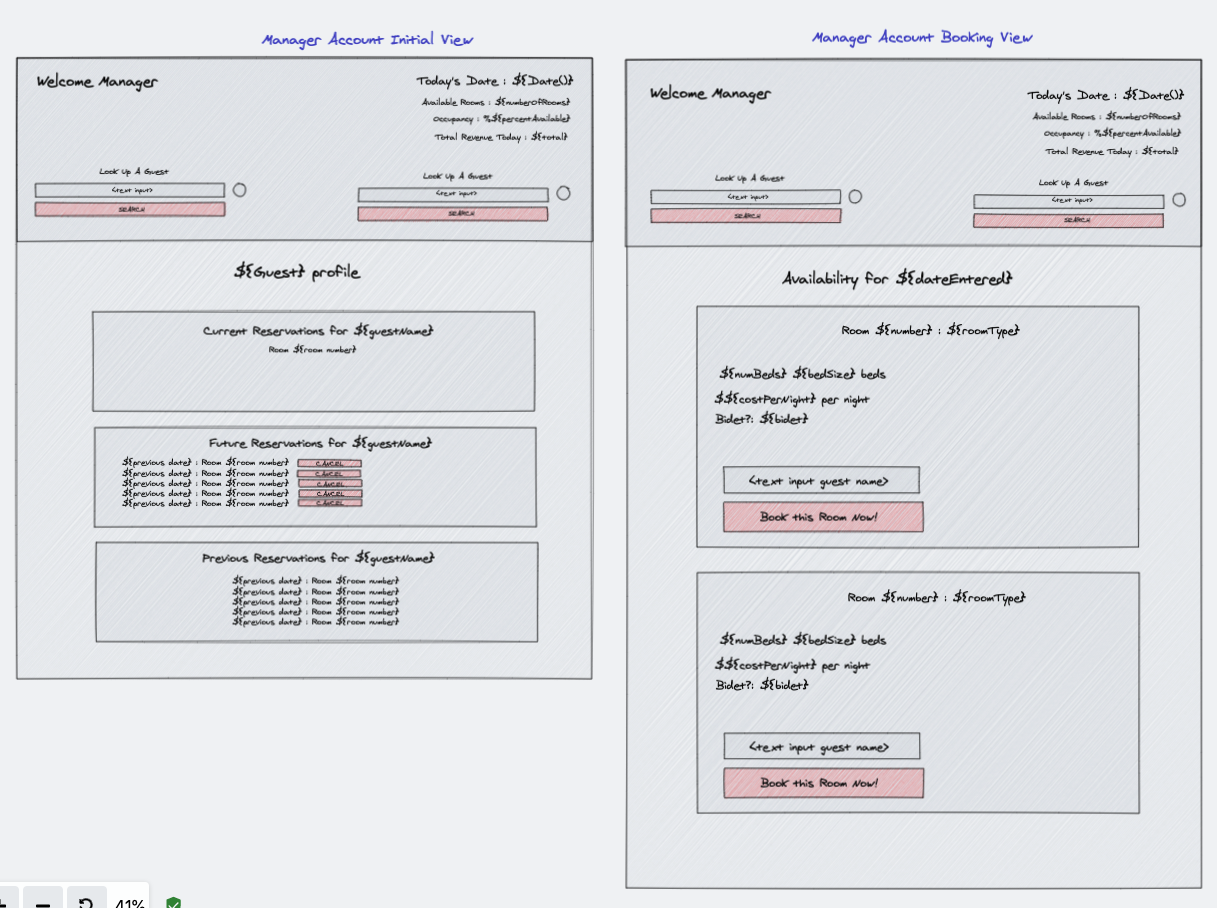 Manager Account Initial View
Welcome Manager
Today's Date : ${Date()}
Available Rooms : ${numberOfRooms}
Occupancy : %${percentAvailable}
Total Revenue Today : ${total}
Look Up A Guest
<text input>
SEARCH
Look Up A Guest
<text input>
SEARCH
${Guest} profile
Current Reservations for ${guestName}
Room ${room number}
Future Reservations for ${guestName}
${previous date} : Room ${room number} CANCEL
${previous date} : Room ${room number} CANCEL
${previous date} : Room ${room number} CANCEL
${previous date} : Room ${room number} CANCEL
${previous date} : Room ${room number} CANCEL
Previous Reservations for ${guestName}
${previous date} : Room ${room number}
${previous date} : Room ${room number}
${previous date} : Room ${room number}
${previous date} : Room ${room number}
${previous date} : Room ${room number}
Manager Account Booking View
Welcome Manager
Today's Date : ${Date()}
Available Rooms : ${numberOfRooms}
Occupancy : %${percentAvailable}
Total Revenue Today : ${total}
Look Up A Guest
<text input>
SEARCH
Look Up A Guest
<text input>
SEARCH
Availability for ${dateEntered}
Room ${number} : ${roomType}
${numBeds} ${bedSize} beds
$${costPerNight} per night
Bidet?: ${bidet}
<text input guest name>
Book this Room Now!
Room ${number} : ${roomType}
${numBeds} ${bedSize} beds
$${costPerNight} per night
Bidet?: ${bidet}
<text input guest name>
Book this Room Now!
41%